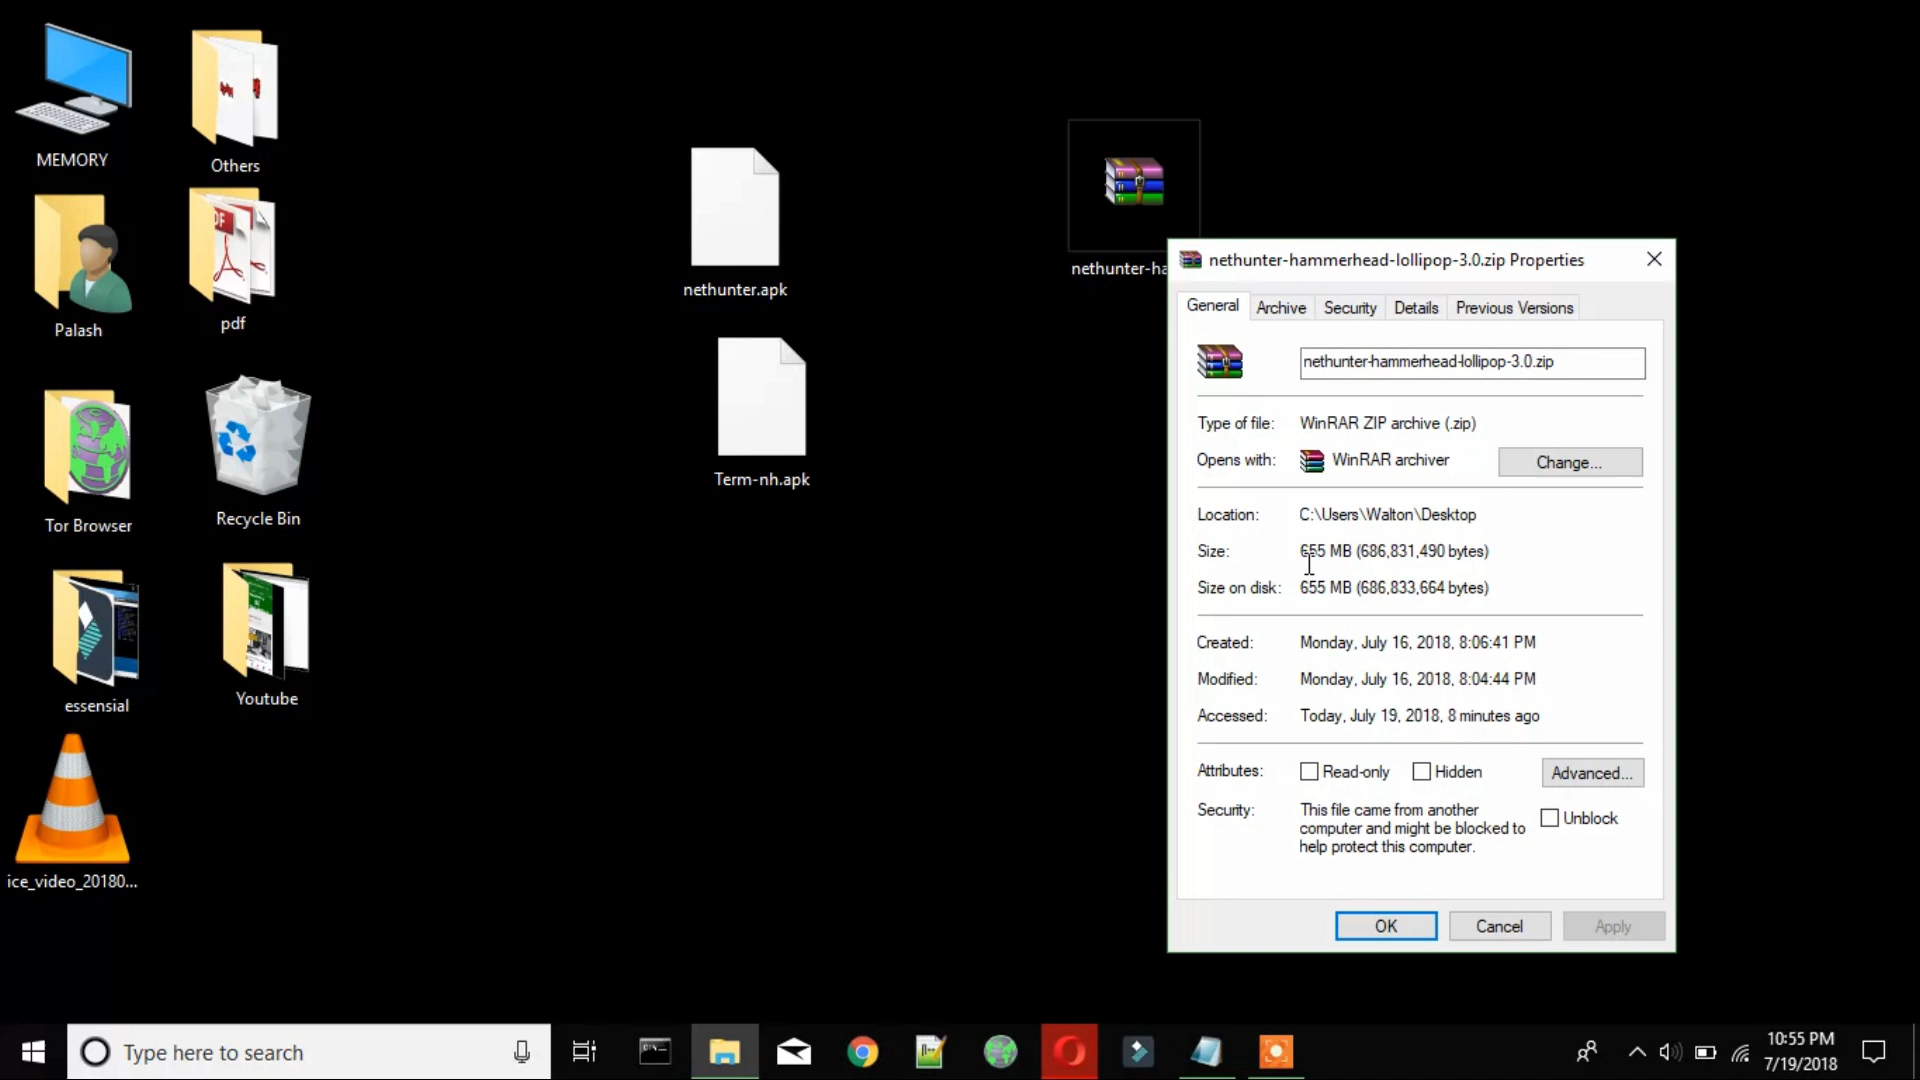 MEMORY
Others
Palash
pdf
Tor Browser
Recycle Bin
essensial
Youtube
ice_video_20180...
nethunter.apk
Term-nh.apk
nethunter-ha
nethunter-hammerhead-lollipop-3.0.zip Properties
General
Archive
Security
Details
Previous Versions
nethunter-hammerhead-lollipop-3.0.zip
Type of file: WinRAR ZIP archive (.zip)
Opens with: WinRAR archiver
Change...
Location: C:\Users\Walton\Desktop
Size: 655 MB (686,831,490 bytes)
Size on disk: 655 MB (686,833,664 bytes)
Created: Monday, July 16, 2018, 8:06:41 PM
Modified: Monday, July 16, 2018, 8:04:44 PM
Accessed: Today, July 19, 2018, 8 minutes ago
Attributes: Read-only Hidden Advanced...
Security: This file came from another
computer and might be blocked to
help protect this computer.
Unblock
OK
Cancel
Apply
Type here to search
10:55 PM
7/19/2018